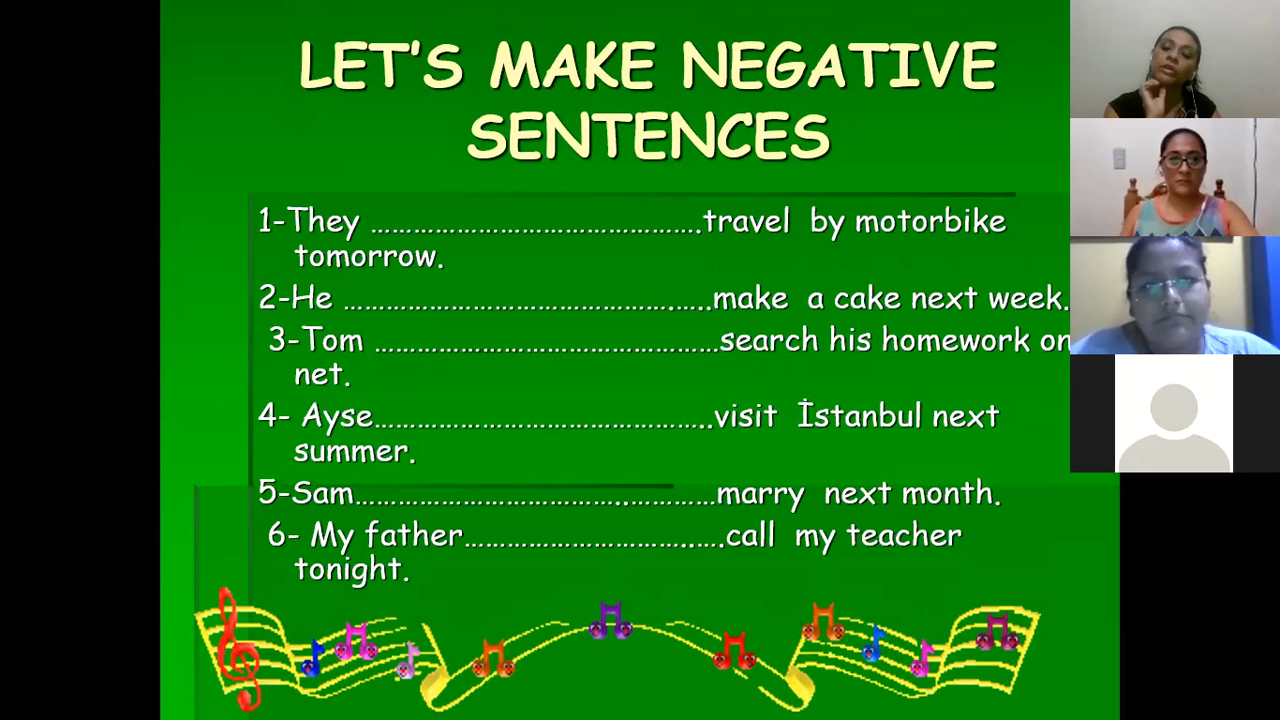 LET'S MAKE NEGATIVE
SENTENCES
1-They ……………………………………….travel by motorbike
tomorrow.
2-He ……………………………………….…..make a cake next week.
3-Tom …………………………………………search his homework on
net.
4- Ayse………………………………………..visit İstanbul next
summer.
5-Sam………………………………..…………marry next month.
6- My father…………………………..….call my teacher
tonight.